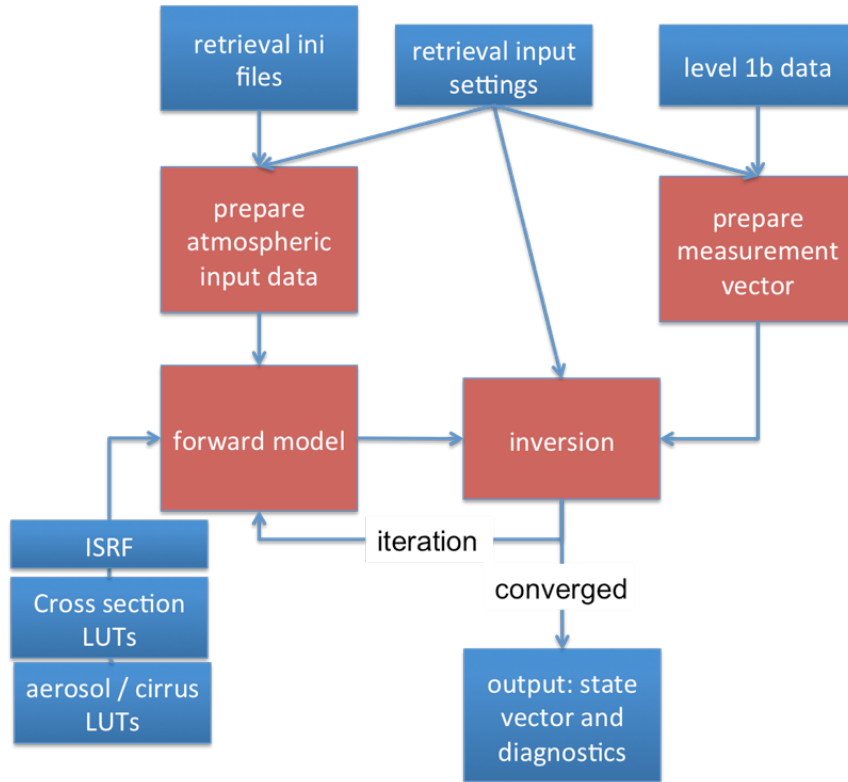 retrieval ini
files
retrieval input
settings
level 1b data
prepare
atmospheric
input data
prepare
measurement
vector
forward model
inversion
iteration
ISRF
Cross section
LUTs
aerosol / cirrus
LUTs
converged
output: state
vector and
diagnostics